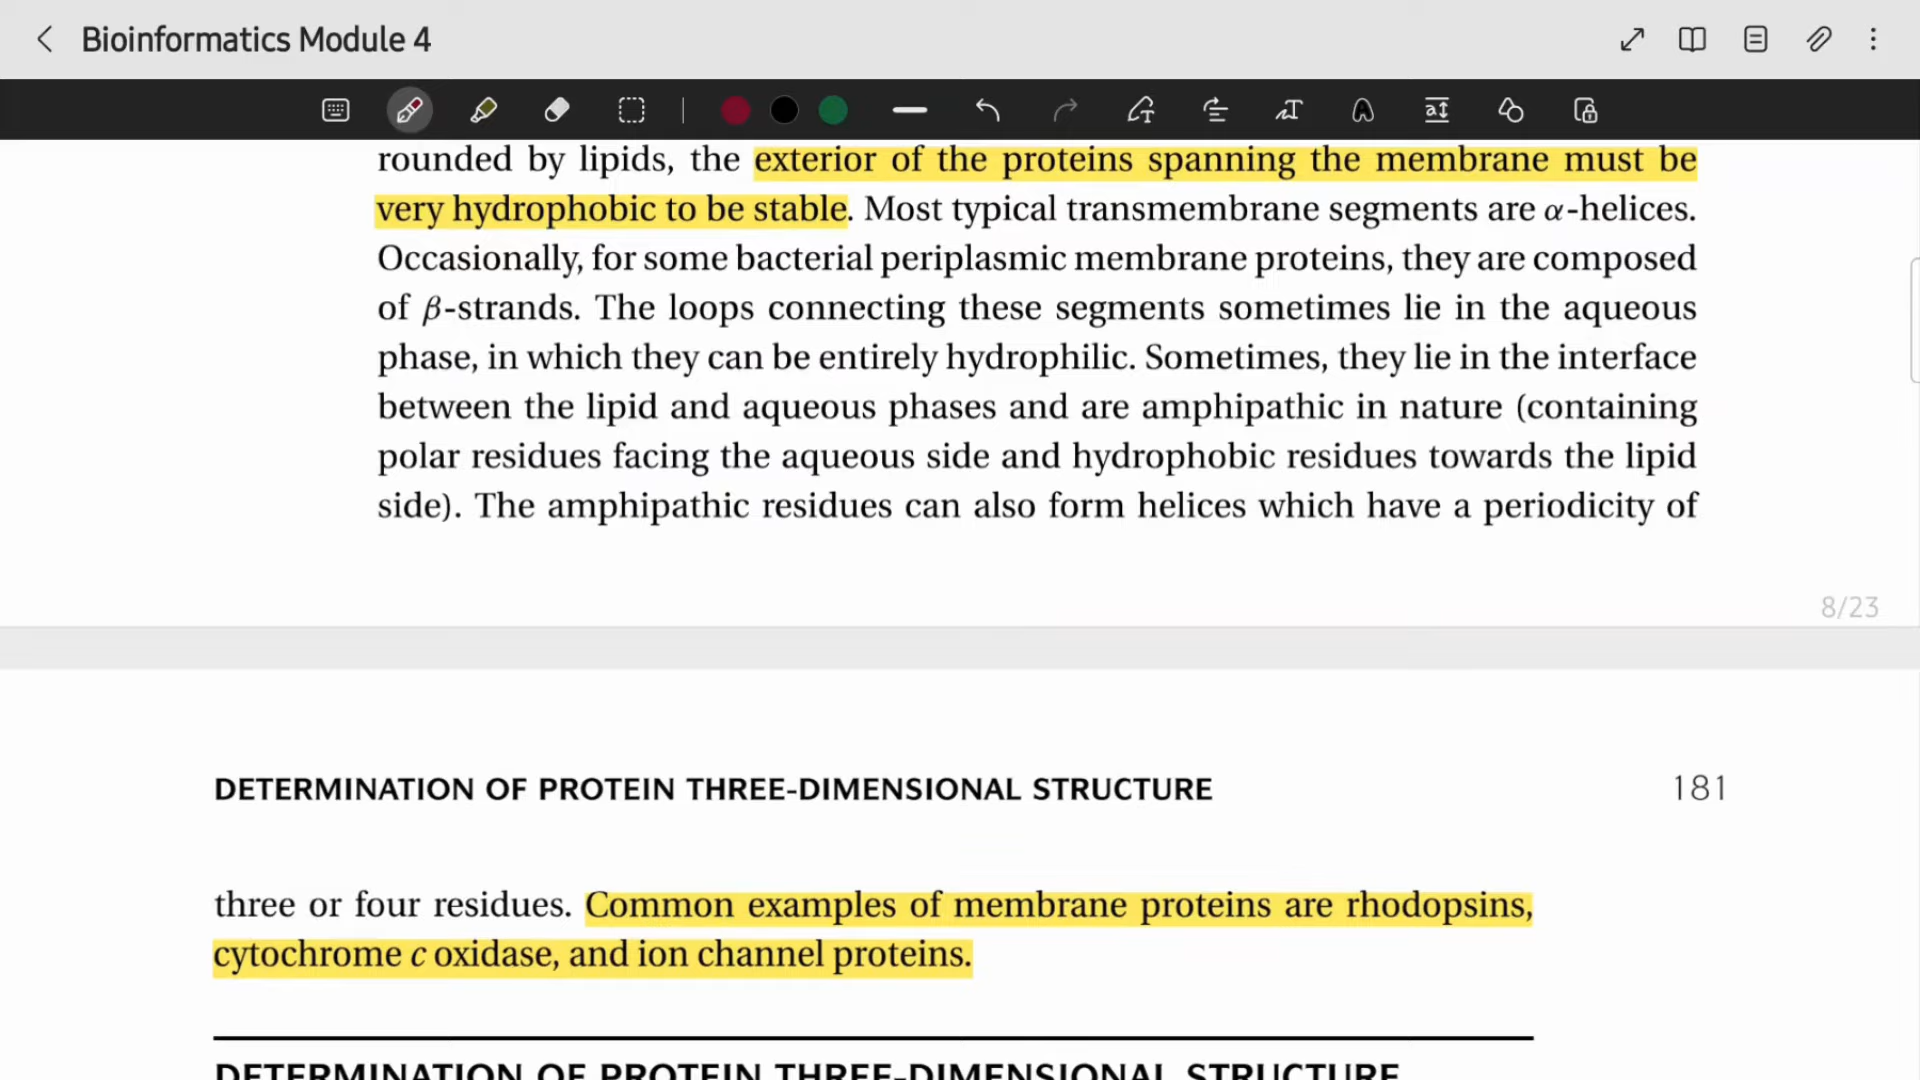 Bioinformatics Module 4
rounded by lipids, the exterior of the proteins spanning the membrane must be
very hydrophobic to be stable. Most typical transmembrane segments are α-helices.
Occasionally, for some bacterial periplasmic membrane proteins, they are composed
of β-strands. The loops connecting these segments sometimes lie in the aqueous
phase, in which they can be entirely hydrophilic. Sometimes, they lie in the interface
between the lipid and aqueous phases and are amphipathic in nature (containing
polar residues facing the aqueous side and hydrophobic residues towards the lipid
side). The amphipathic residues can also form helices which have a periodicity of
8/23
DETERMINATION OF PROTEIN THREE-DIMENSIONAL STRUCTURE 181
three or four residues. Common examples of membrane proteins are rhodopsins,
cytochrome c oxidase, and ion channel proteins.
DETERMINATION OF PROTEIN THREE-DIMENSIONAL STRUCTURE